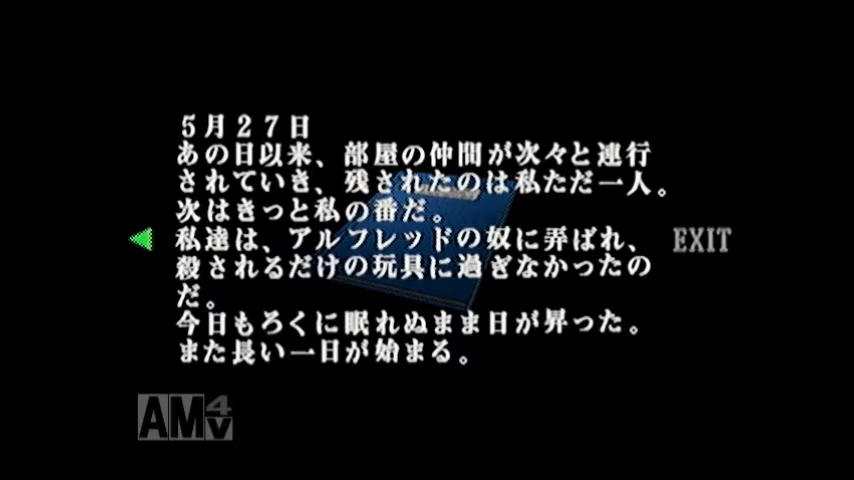 5月27日
あの日以来、部屋の仲間が次々と連行
されていき、残されたのは私ただ一人。
次はきっと私の番だ。
私達は、アルフレッドの奴に弄ばれ、
EXIT
殺されるだけの玩具に過ぎなかったの
だ。
今日もろくに眠れぬまま日が昇った。
また長い一日が始まる。
AM4v